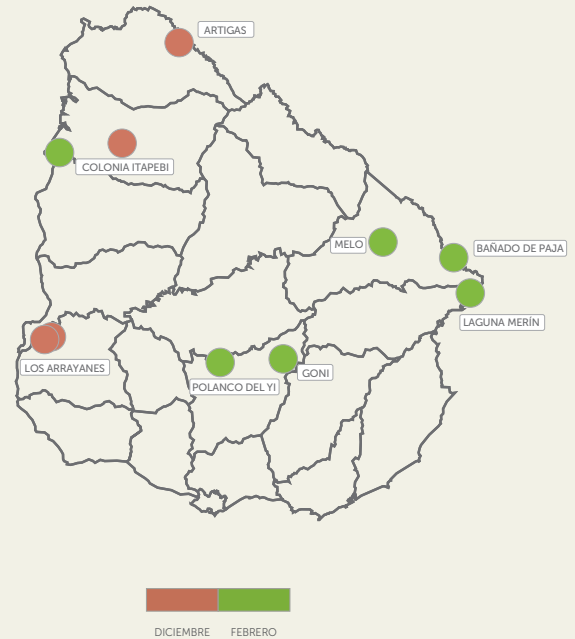 ARTIGAS
COLONIA ITAPEBI
MELO
BAÑADO DE PAJA
LAGUNA MERÍN
LOS ARRAYANES
GONI
POLANCO DEL YI
DICIEMBRE FEBRERO